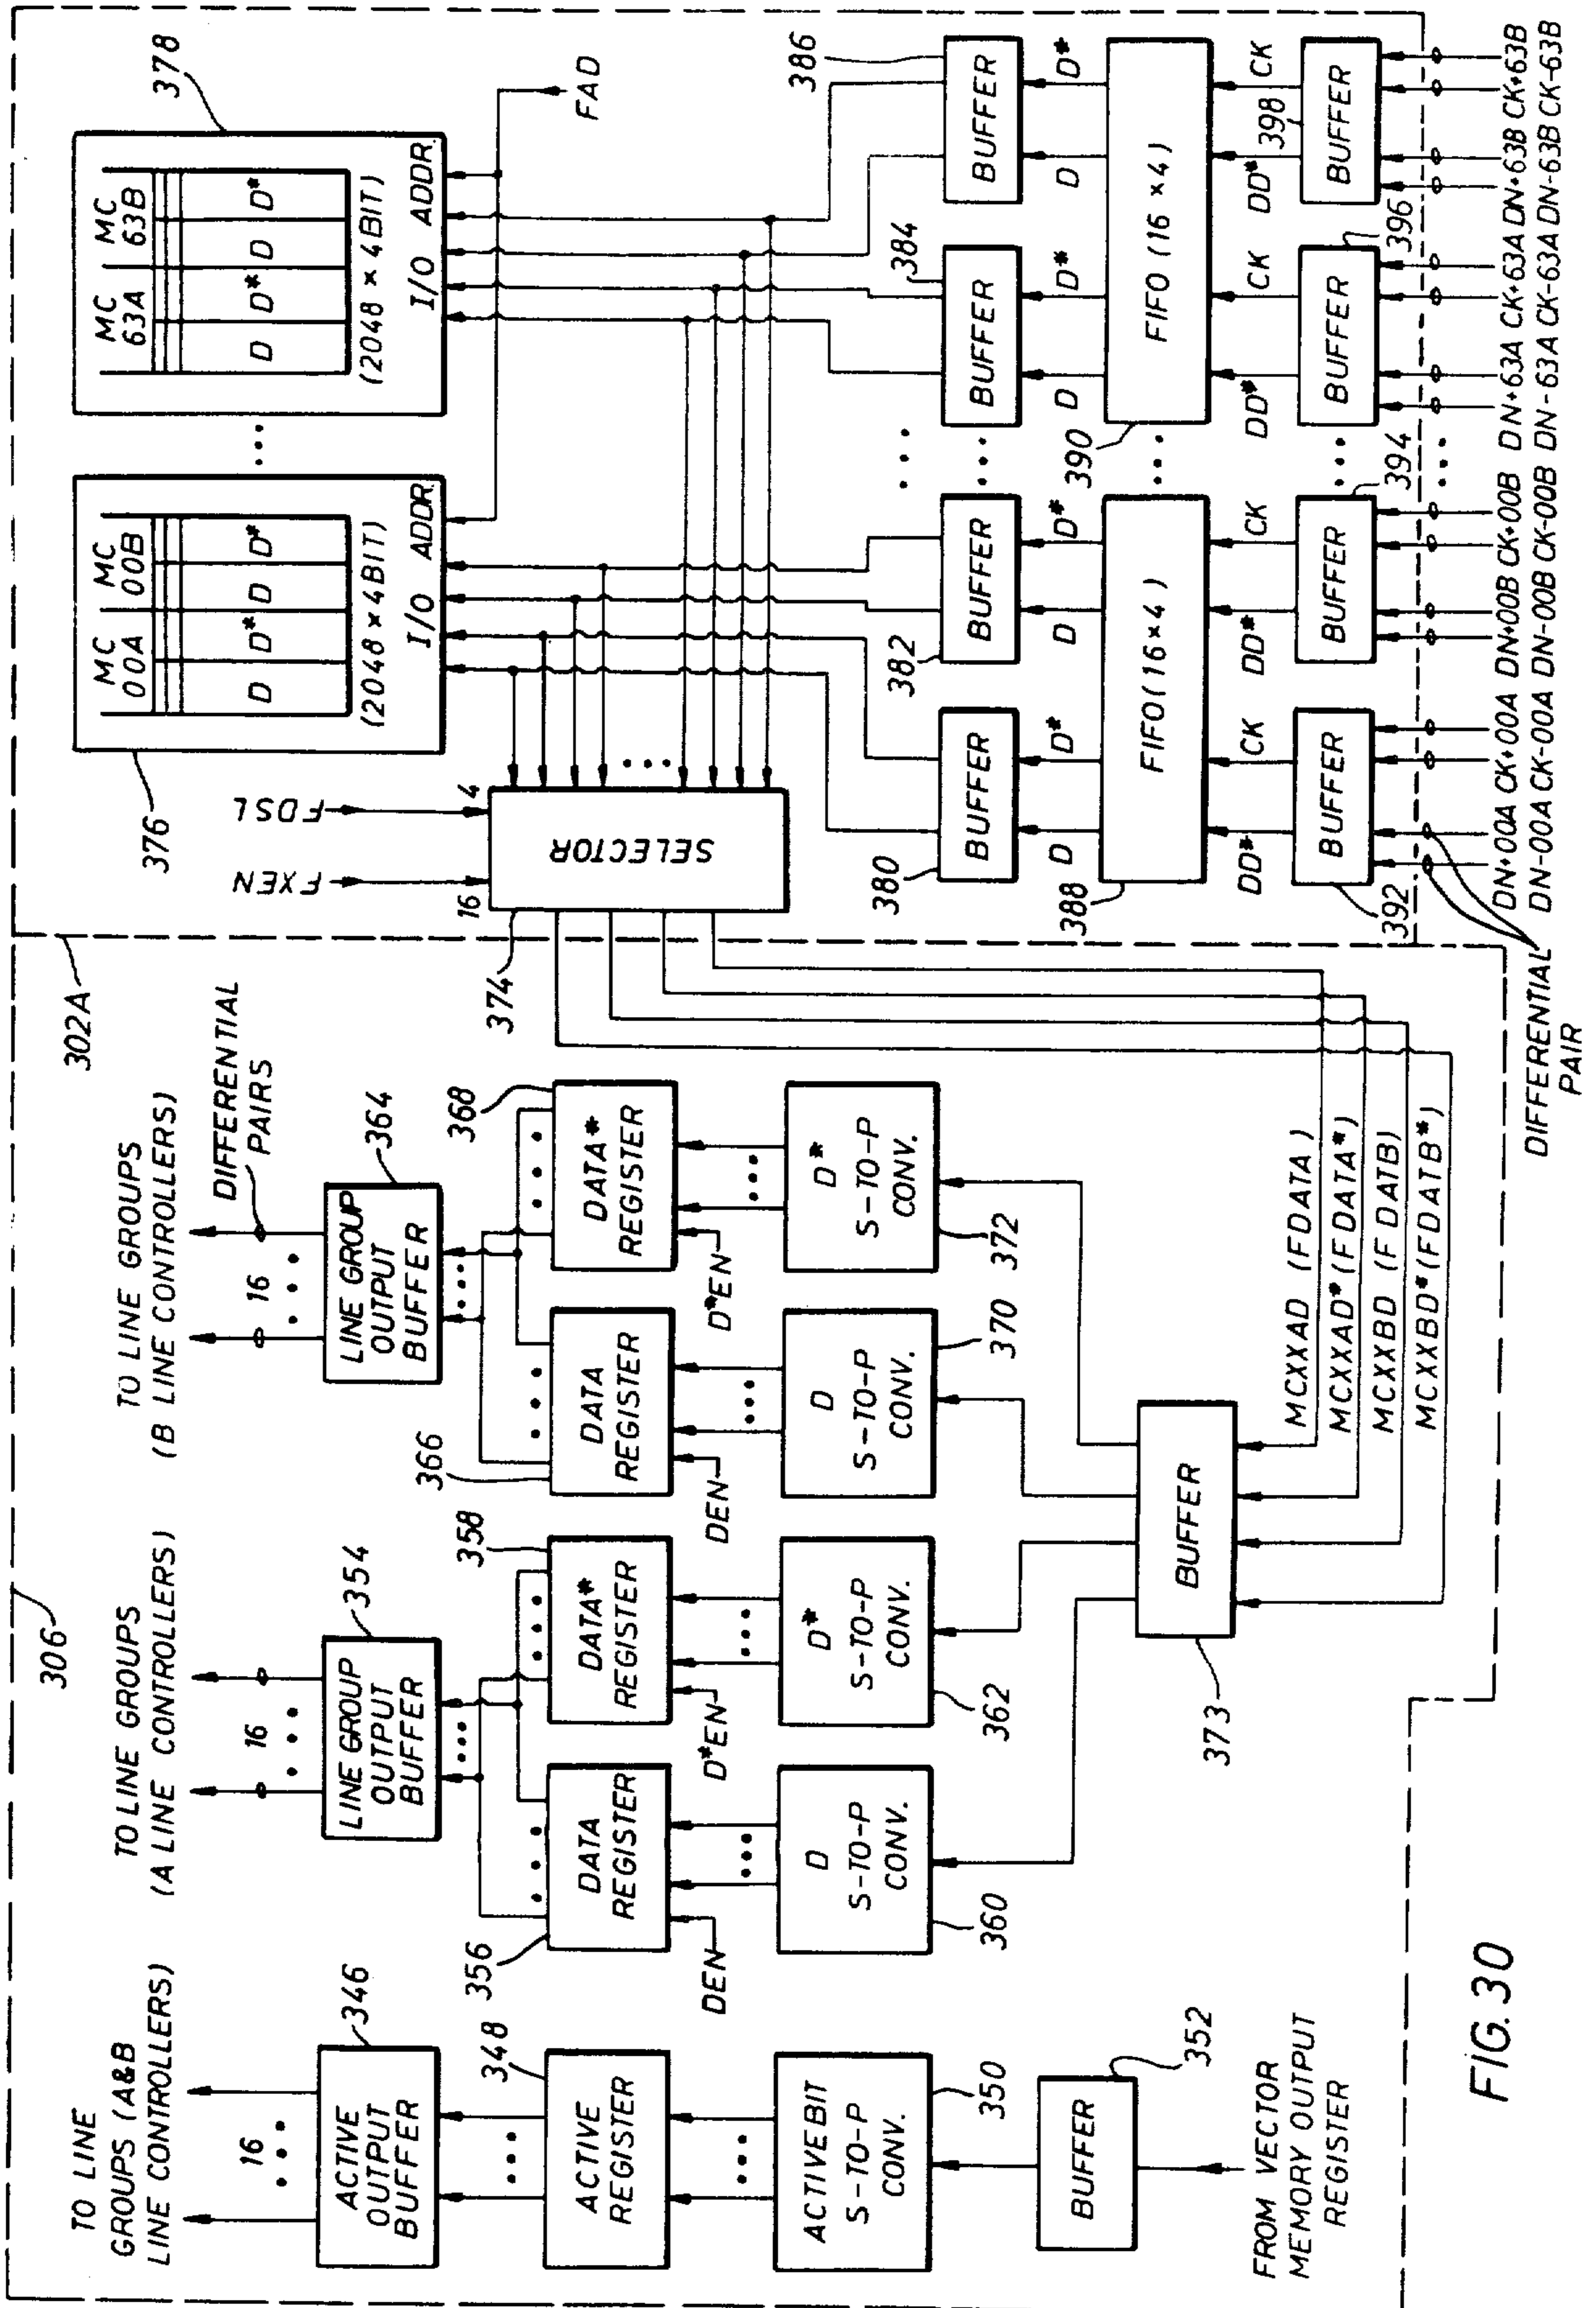 TO LINE
GROUPS (A&B
LINE CONTROLLERS)
16
346
ACTIVE
OUTPUT
BUFFER
348
ACTIVE
REGISTER
ACTIVE BIT
S-TO-P
CONV.
350
BUFFER
352
FROM VECTOR
MEMORY OUTPUT
REGISTER
306
TO LINE GROUPS
(A LINE CONTROLLERS)
16
354
LINE GROUP
OUTPUT
BUFFER
356
DATA
REGISTER
DEN
358
DATA*
REGISTER
D*EN
D
S-TO-P
CONV.
360
D*
S-TO-P
CONV.
362
TO LINE GROUPS
(B LINE CONTROLLERS)
16
DIFFERENTIAL
PAIRS
364
LINE GROUP
OUTPUT
BUFFER
366
DATA
REGISTER
DEN
368
DATA*
REGISTER
D*EN
D
S-TO-P
CONV.
370
D*
S-TO-P
CONV.
372
BUFFER
373
MCXXAD (FDATA)
MCXXAD* (FDATA*)
MCXXBD (FDATB)
MCXXBD* (FDATB*)
302A
374
FXEN
FDSL
16
4
SELECTOR
376
MC
00A
MC
00B
D
D*
D
D*
(2048 × 4 BIT)
I/O
ADDR.
378
MC
63A
MC
63B
D
D*
D
D*
(2048 × 4 BIT)
I/O
ADDR.
FAD
380
BUFFER
382
BUFFER
384
BUFFER
386
BUFFER
D
D*
D
D*
D
D*
D
D*
388
FIFO (16 × 4)
390
FIFO (16 × 4)
DD*
CK
DD*
CK
DD*
CK
DD*
CK
392
BUFFER
394
BUFFER
396
BUFFER
398
BUFFER
DN+00A CK+00A DN+00B CK+00B DN+63A CK+63A DN+63B CK+63B
DN-00A CK-00A DN-00B CK-00B DN-63A CK-63A DN-63B CK-63B
DIFFERENTIAL
PAIR
FIG. 30